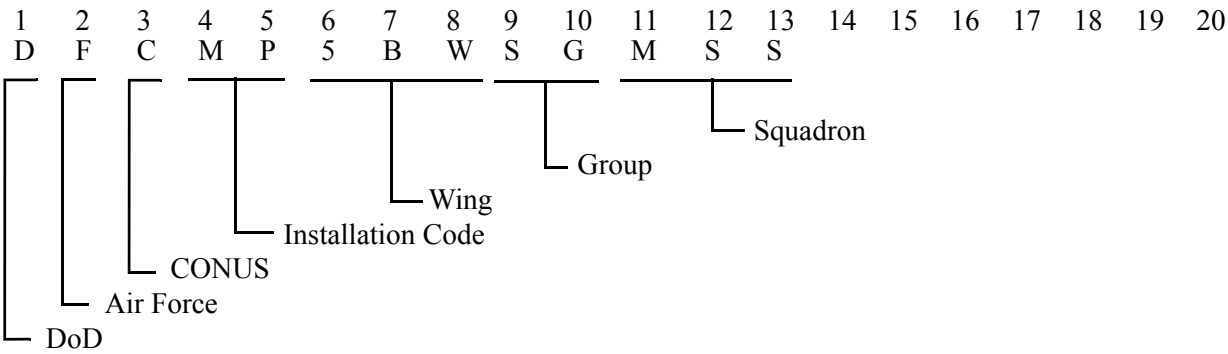 1 2 3 4 5 6 7 8 9 10 11 12 13 14 15 16 17 18 19 20
D F C M P 5 B W S G M S S
Squadron
Group
Wing
Installation Code
CONUS
Air Force
DoD